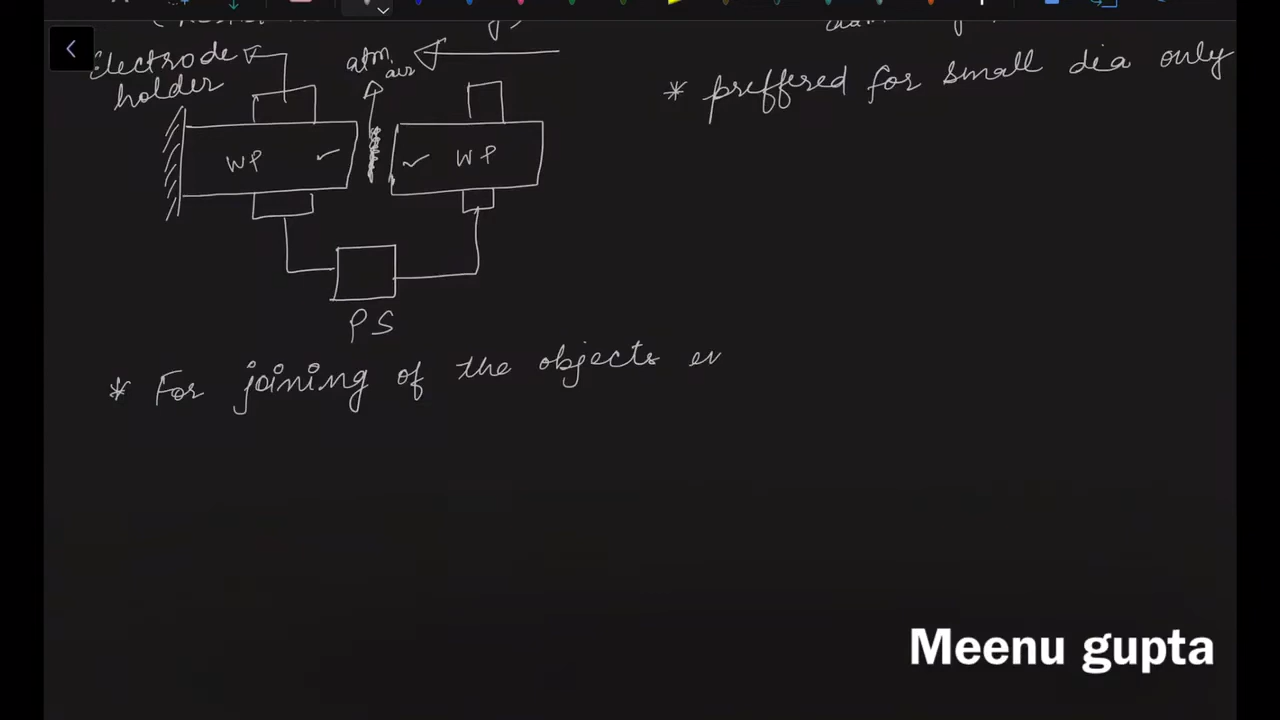 Electrode
holder
atm.
air
* preffered for small dia only
WP
WP
PS
* For joining of the objects
Meenu gupta